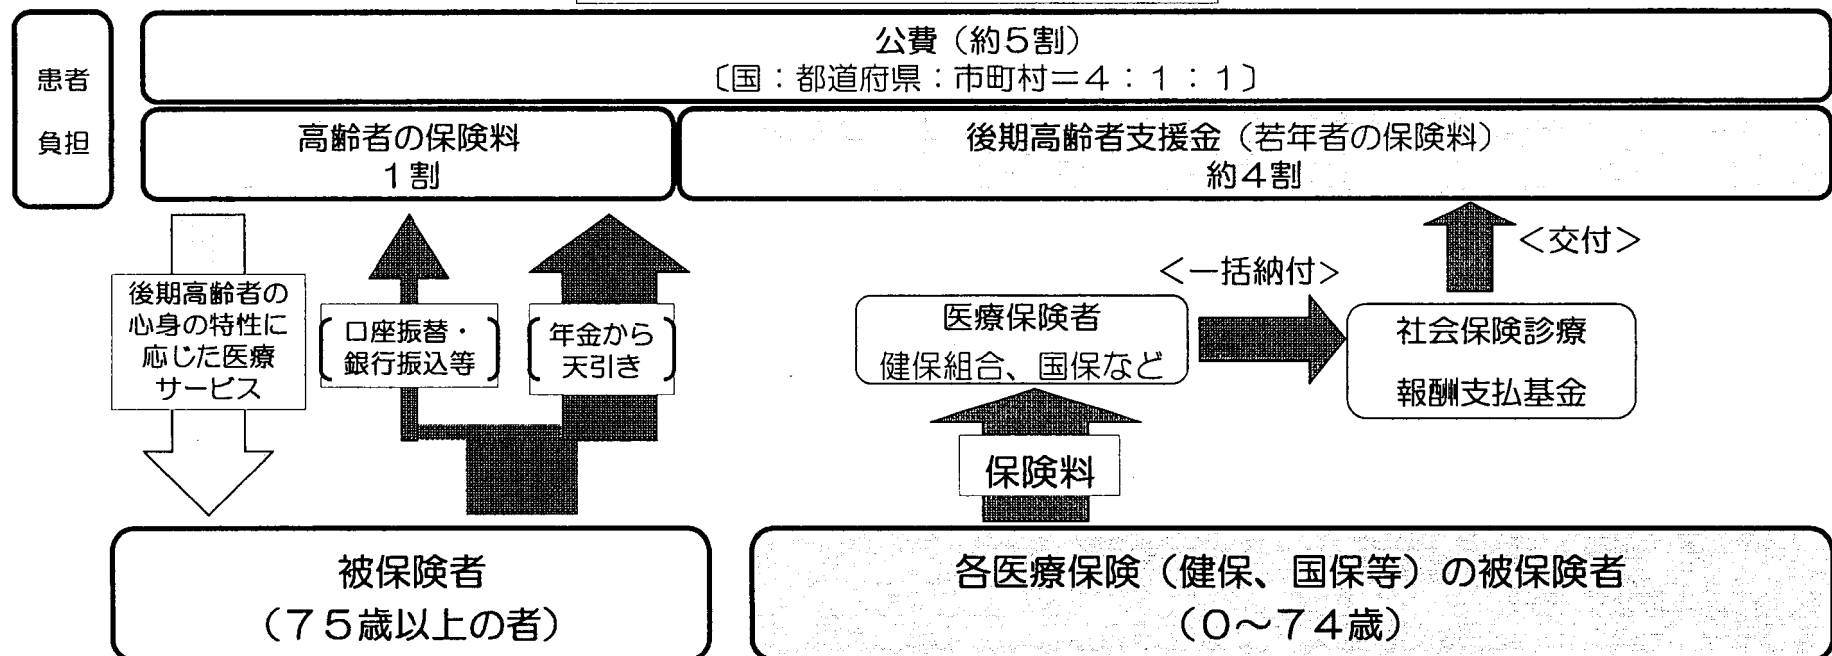 患者
負担
公費（約５割）
〔国：都道府県：市町村＝４：１：１〕
高齢者の保険料
１割
後期高齢者支援金（若年者の保険料）
約４割
後期高齢者の
心身の特性に
応じた医療
サービス
口座振替・
銀行振込等
年金から
天引き
＜交付＞
＜一括納付＞
医療保険者
健保組合、国保など
社会保険診療
報酬支払基金
保険料
被保険者
（７５歳以上の者）
各医療保険（健保、国保等）の被保険者
（０～７４歳）